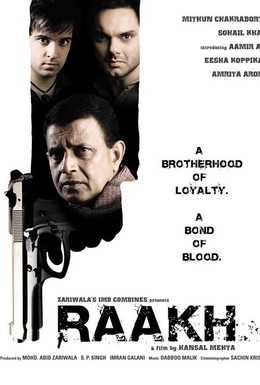 MITHUN CHAKRABOR
SOHAIL KHA
introducing AAMIR A
EESHA KOPPIKA
AMRITA ARO
A
BROTHERHOOD
OF
LOYALTY.
A
BOND
OF
BLOOD.
ZARIWALA'S IMB COMBINES presents
RAAKH
a film by HANSAL MEHTA
Produced by MOHD. ABID ZARIWALA S. P. SINGH IMRAN GALANI Music DABBOO MALIK Cinematographer SACHIN KRIS